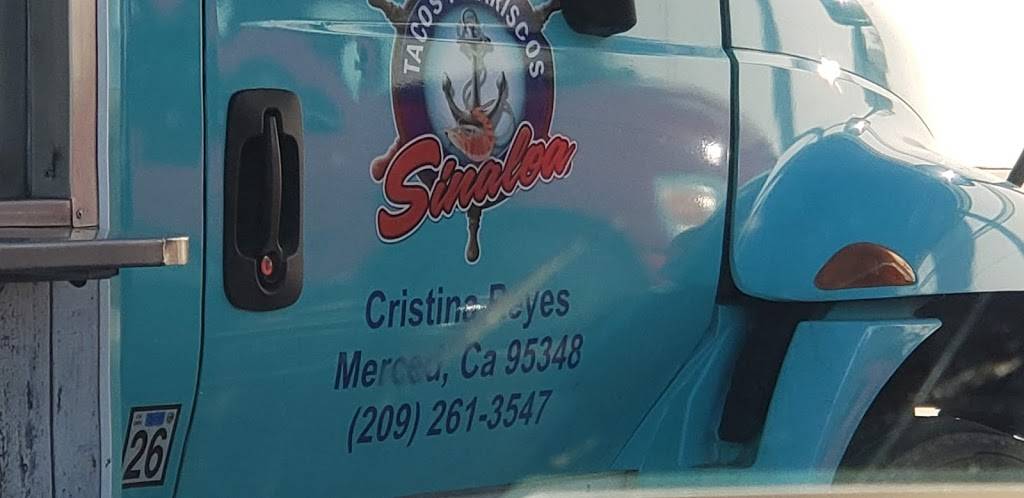 TACOS Y MARISCOS
Sinaloa
Cristina Reyes
Merced, Ca 95348
(209) 261-3547
26